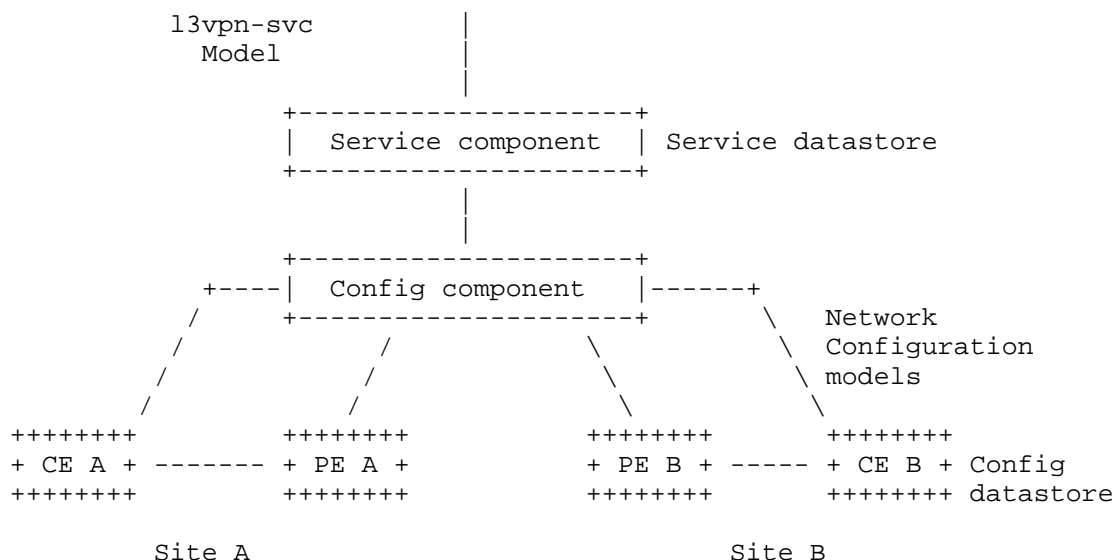 l3vpn-svc
Model
Service component Service datastore
Config component
Network
Configuration
models
CE A PE A PE B CE B Config
datastore
Site A Site B